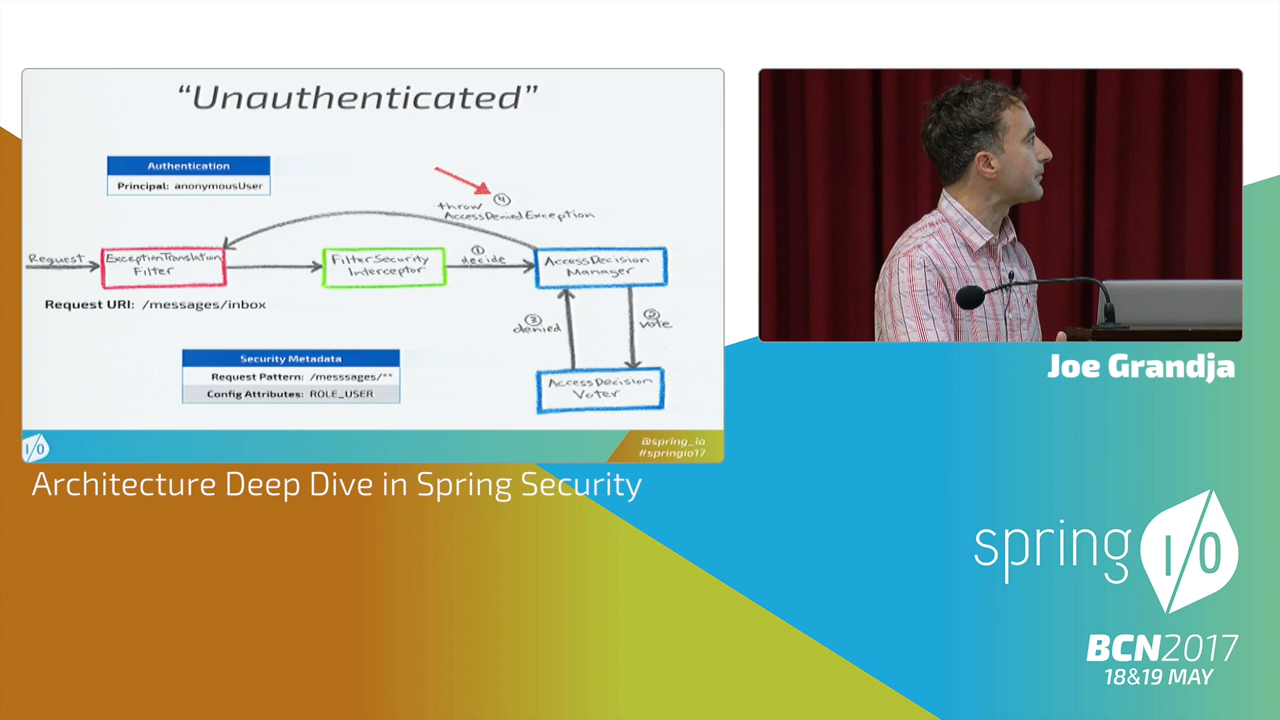 “Unauthenticated”
Authentication
Principal: anonymousUser
④
throw
AccessDeniedException
Request
ExceptionTranslation
Filter
FilterSecurity
Interceptor
①
decide
AccessDecision
Manager
Request URI: /messages/inbox
③
denied
②
vote
Security Metadata
Request Pattern: /messsages/**
Config Attributes: ROLE_USER
AccessDecision
Voter
I/O
@spring_io
#springio17
Joe Grandja
Architecture Deep Dive in Spring Security
spring I/O
BCN2017
18&19 MAY